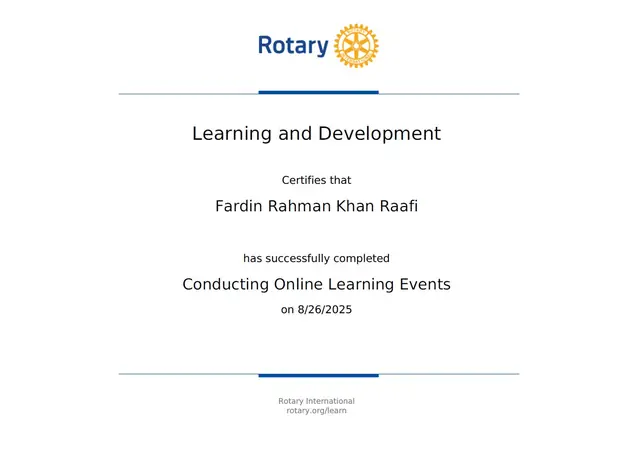 Rotary
Learning and Development
Certifies that
Fardin Rahman Khan Raafi
has successfully completed
Conducting Online Learning Events
on 8/26/2025
Rotary International
rotary.org/learn